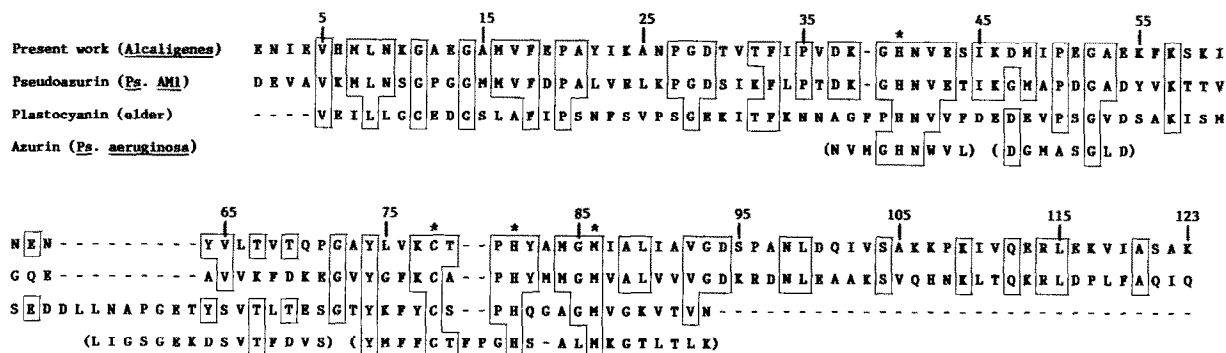 5 15 25 35 45 55
*
Present work (Alcaligenes) E N I E V H M L N K G A E G A M V F E P A Y I K A N P G D T V T F I P V D K - G H N V E S I K D M I P E G A E K F K S K I
Pseudoazurin (Ps. AM1) D E V A V K M L N S G P G G M M V F D P A L V R L K P G D S I K F L P T D K - G H N V E T I K G M A P D G A D Y V K T T V
Plastocyanin (elder) - - - - V E I L L G C E D C S L A F I P S N F S V P S G E K I T F K N N A G F P H N V V F D E D E V P S G V D S A K I S M
Azurin (Ps. aeruginosa) (N V M G H N W V L) (D G M A S G L D)
65 75 85 95 105 115 123
* * *
N E N - - - - - - - - - Y V L T V T Q P G A Y L V K C T - - P H Y A M G M I A L I A V G D S P A N L D Q I V S A K K P K I V Q E R L E K V I A S A K
G Q E - - - - - - - - - A V V K F D K E G V Y G F K C A - - P H Y M M G M V A L V V V G D K R D N L E A A K S V Q H N K L T Q K R L D P L F A Q I Q
S E D D L L N A P G E T Y S V T L T E S G T Y K F Y C S - - P H Q G A G M V G K V T V N - - - - - - - - - - - - - - - - - - - - - - - - - - - - - -
(L I G S G E K D S V T F D V S) (Y M F F C T F P G H S - A L M K G T L T L K)